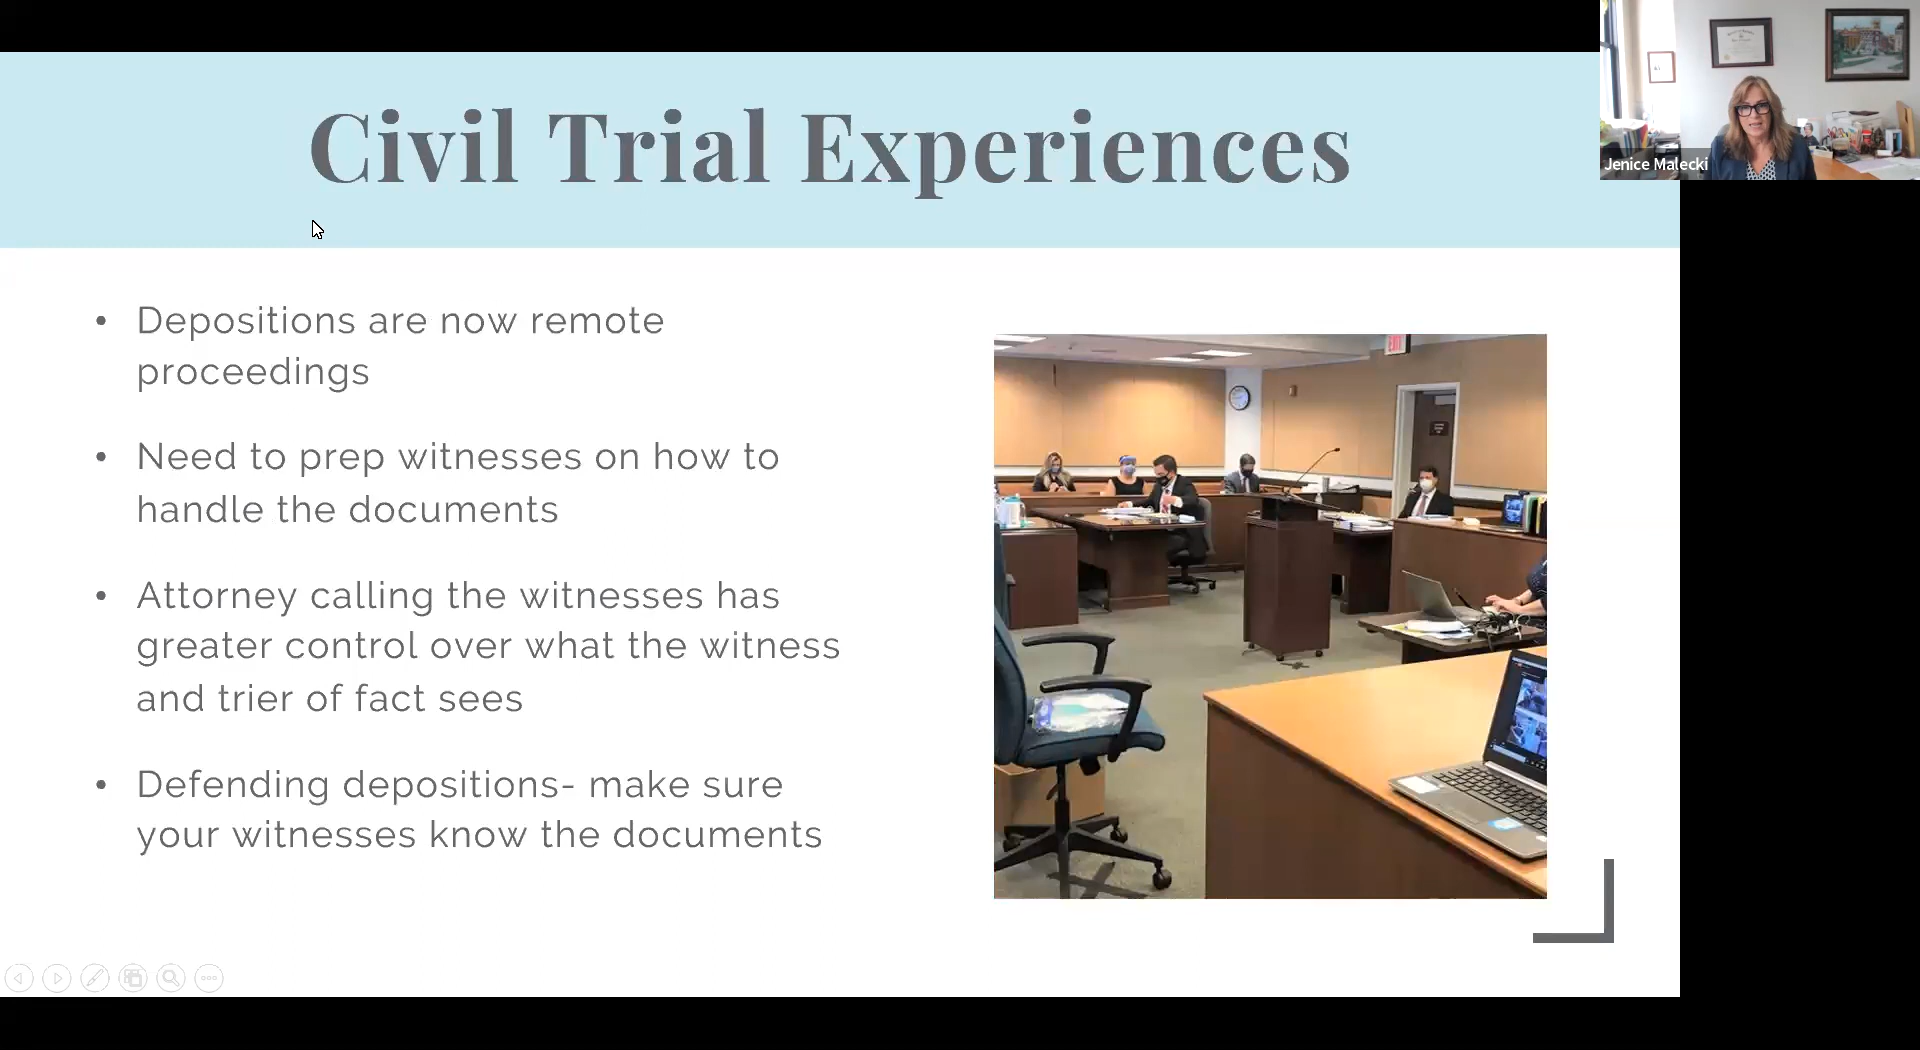 Civil Trial Experiences
Jenice Malecki
• Depositions are now remote
proceedings
• Need to prep witnesses on how to
handle the documents
• Attorney calling the witnesses has
greater control over what the witness
and trier of fact sees
• Defending depositions- make sure
your witnesses know the documents
EXIT